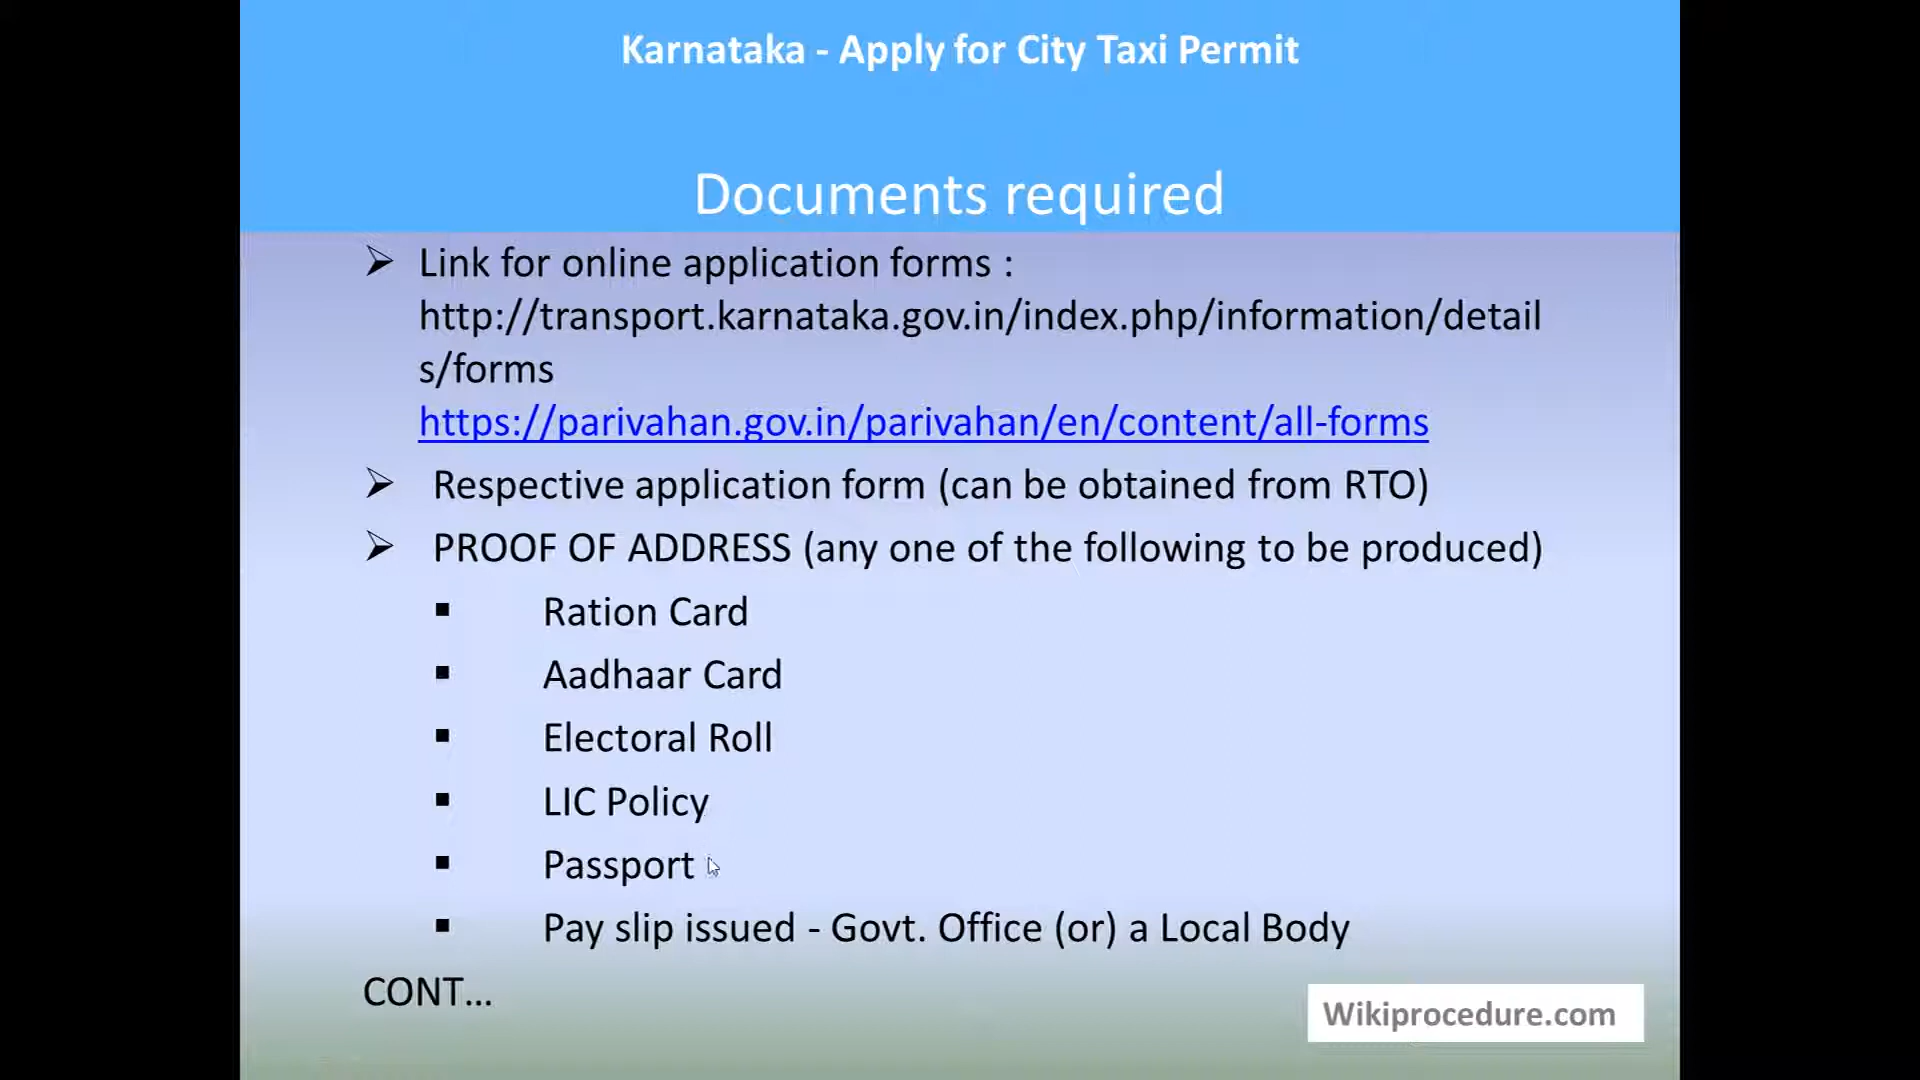 Karnataka - Apply for City Taxi Permit
Documents required
➢ Link for online application forms :
http://transport.karnataka.gov.in/index.php/information/detail
s/forms
https://parivahan.gov.in/parivahan/en/content/all-forms
➢ Respective application form (can be obtained from RTO)
➢ PROOF OF ADDRESS (any one of the following to be produced)
▪ Ration Card
▪ Aadhaar Card
▪ Electoral Roll
▪ LIC Policy
▪ Passport
▪ Pay slip issued - Govt. Office (or) a Local Body
CONT...
Wikiprocedure.com